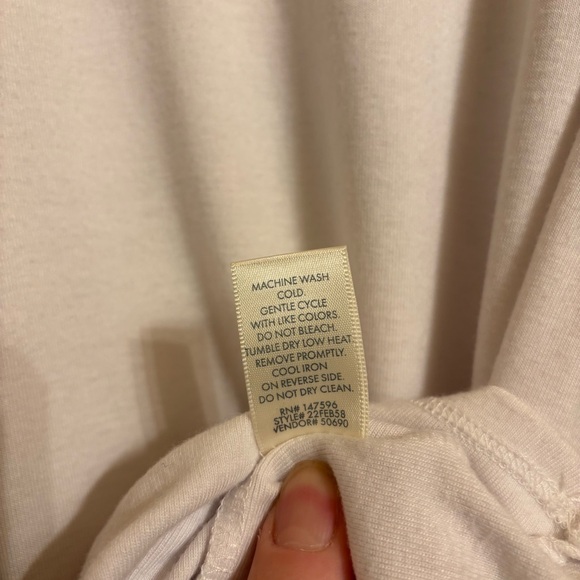 MACHINE WASH
COLD.
GENTLE CYCLE
WITH LIKE COLORS.
DO NOT BLEACH.
TUMBLE DRY LOW HEAT.
REMOVE PROMPTLY.
COOL IRON
ON REVERSE SIDE.
DO NOT DRY CLEAN.
RN# 147596
STYLE# 22FEB58
VENDOR# 50690